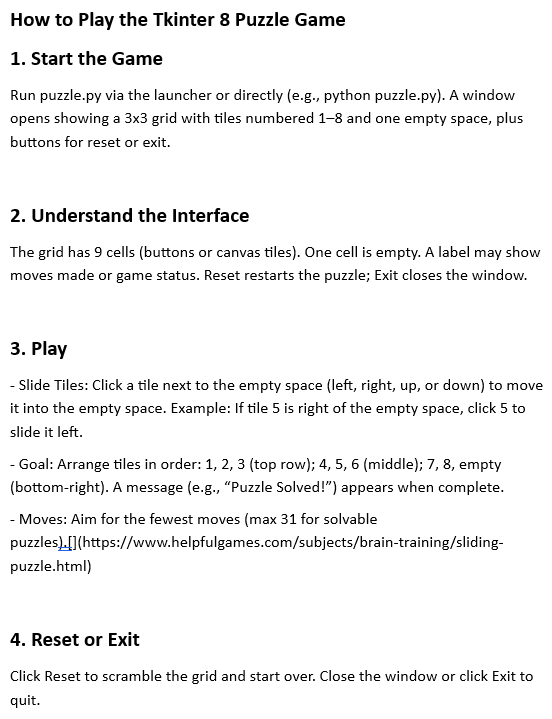 How to Play the Tkinter 8 Puzzle Game
1. Start the Game
Run puzzle.py via the launcher or directly (e.g., python puzzle.py). A window
opens showing a 3x3 grid with tiles numbered 1–8 and one empty space, plus
buttons for reset or exit.
2. Understand the Interface
The grid has 9 cells (buttons or canvas tiles). One cell is empty. A label may show
moves made or game status. Reset restarts the puzzle; Exit closes the window.
3. Play
- Slide Tiles: Click a tile next to the empty space (left, right, up, or down) to move
it into the empty space. Example: If tile 5 is right of the empty space, click 5 to
slide it left.
- Goal: Arrange tiles in order: 1, 2, 3 (top row); 4, 5, 6 (middle); 7, 8, empty
(bottom-right). A message (e.g., “Puzzle Solved!”) appears when complete.
- Moves: Aim for the fewest moves (max 31 for solvable
puzzles).[](https://www.helpfulgames.com/subjects/brain-training/sliding-
puzzle.html)
4. Reset or Exit
Click Reset to scramble the grid and start over. Close the window or click Exit to
quit.